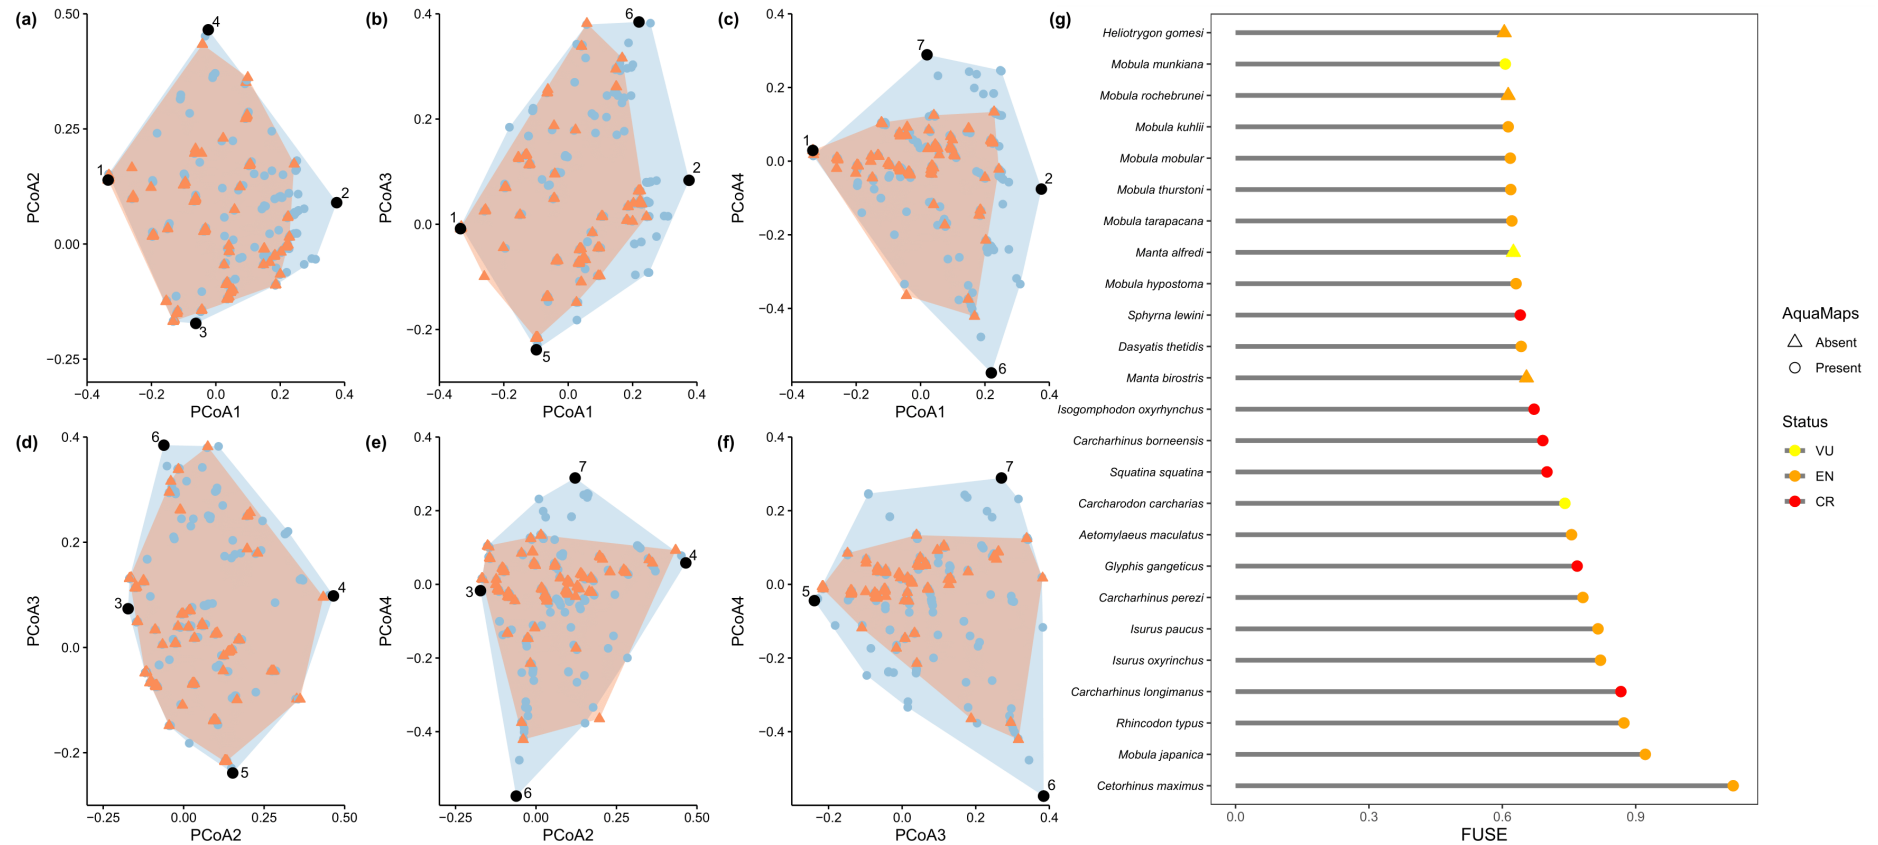 (a)
0.50
0.25
0.00
−0.25
PCoA2
−0.4
−0.2
0.0
0.2
0.4
PCoA1
1
2
3
4
(b)
0.4
0.2
0.0
−0.2
PCoA3
−0.4
−0.2
0.0
0.2
0.4
PCoA1
1
2
5
6
(c)
0.4
0.2
0.0
−0.2
−0.4
PCoA4
−0.4
−0.2
0.0
0.2
0.4
PCoA1
1
2
6
7
(d)
0.4
0.2
0.0
−0.2
PCoA3
−0.25
0.00
0.25
0.50
PCoA2
3
4
5
6
(e)
0.4
0.2
0.0
−0.2
−0.4
PCoA4
−0.25
0.00
0.25
0.50
PCoA2
3
4
6
7
(f)
0.4
0.2
0.0
−0.2
−0.4
PCoA4
−0.2
0.0
0.2
0.4
PCoA3
5
6
7
(g)
Heliotrygon gomesi
Mobula munkiana
Mobula rochebrunei
Mobula kuhlii
Mobula mobular
Mobula thurstoni
Mobula tarapacana
Manta alfredi
Mobula hypostoma
Sphyrna lewini
Dasyatis thetidis
Manta birostris
Isogomphodon oxyrhynchus
Carcharhinus borneensis
Squatina squatina
Carcharodon carcharias
Aetomylaeus maculatus
Glyphis gangeticus
Carcharhinus perezi
Isurus paucus
Isurus oxyrinchus
Carcharhinus longimanus
Rhincodon typus
Mobula japanica
Cetorhinus maximus
0.0
0.3
0.6
0.9
FUSE
AquaMaps
Absent
Present
Status
VU
EN
CR